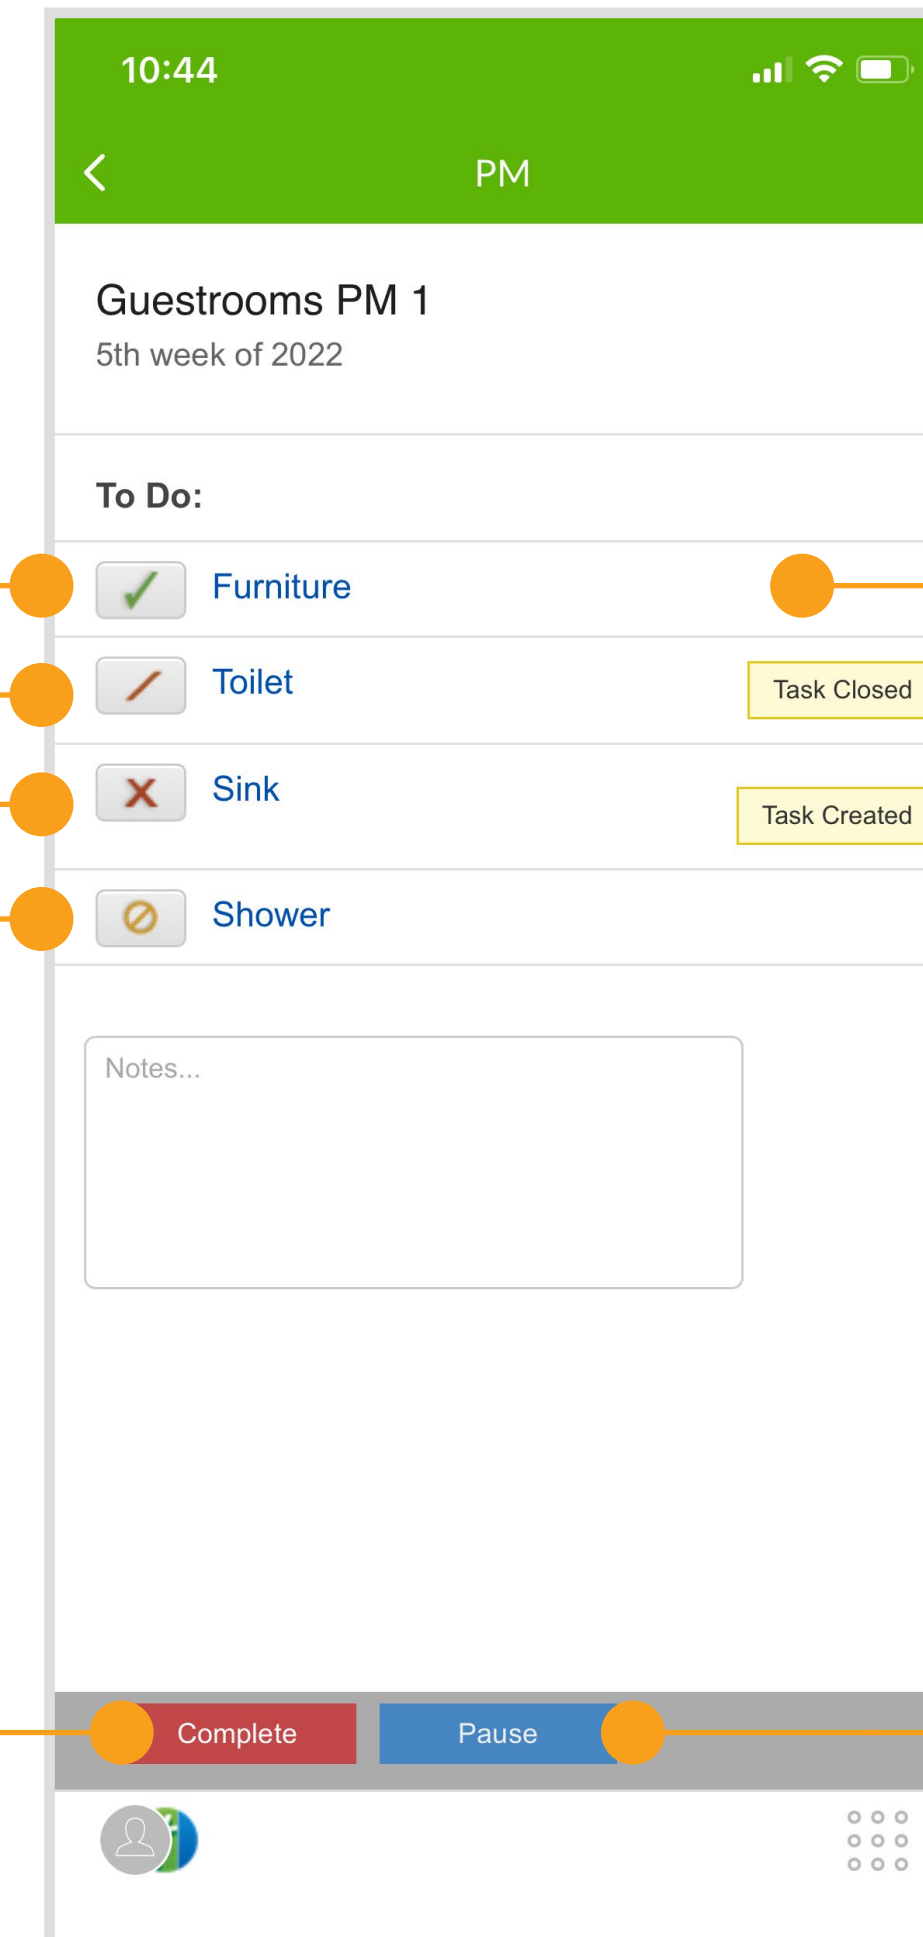 10:44
PM
Guestrooms PM 1
5th week of 2022
To Do:
Furniture
Toilet
Task Closed
Sink
Task Created
Shower
Notes...
Complete
Pause